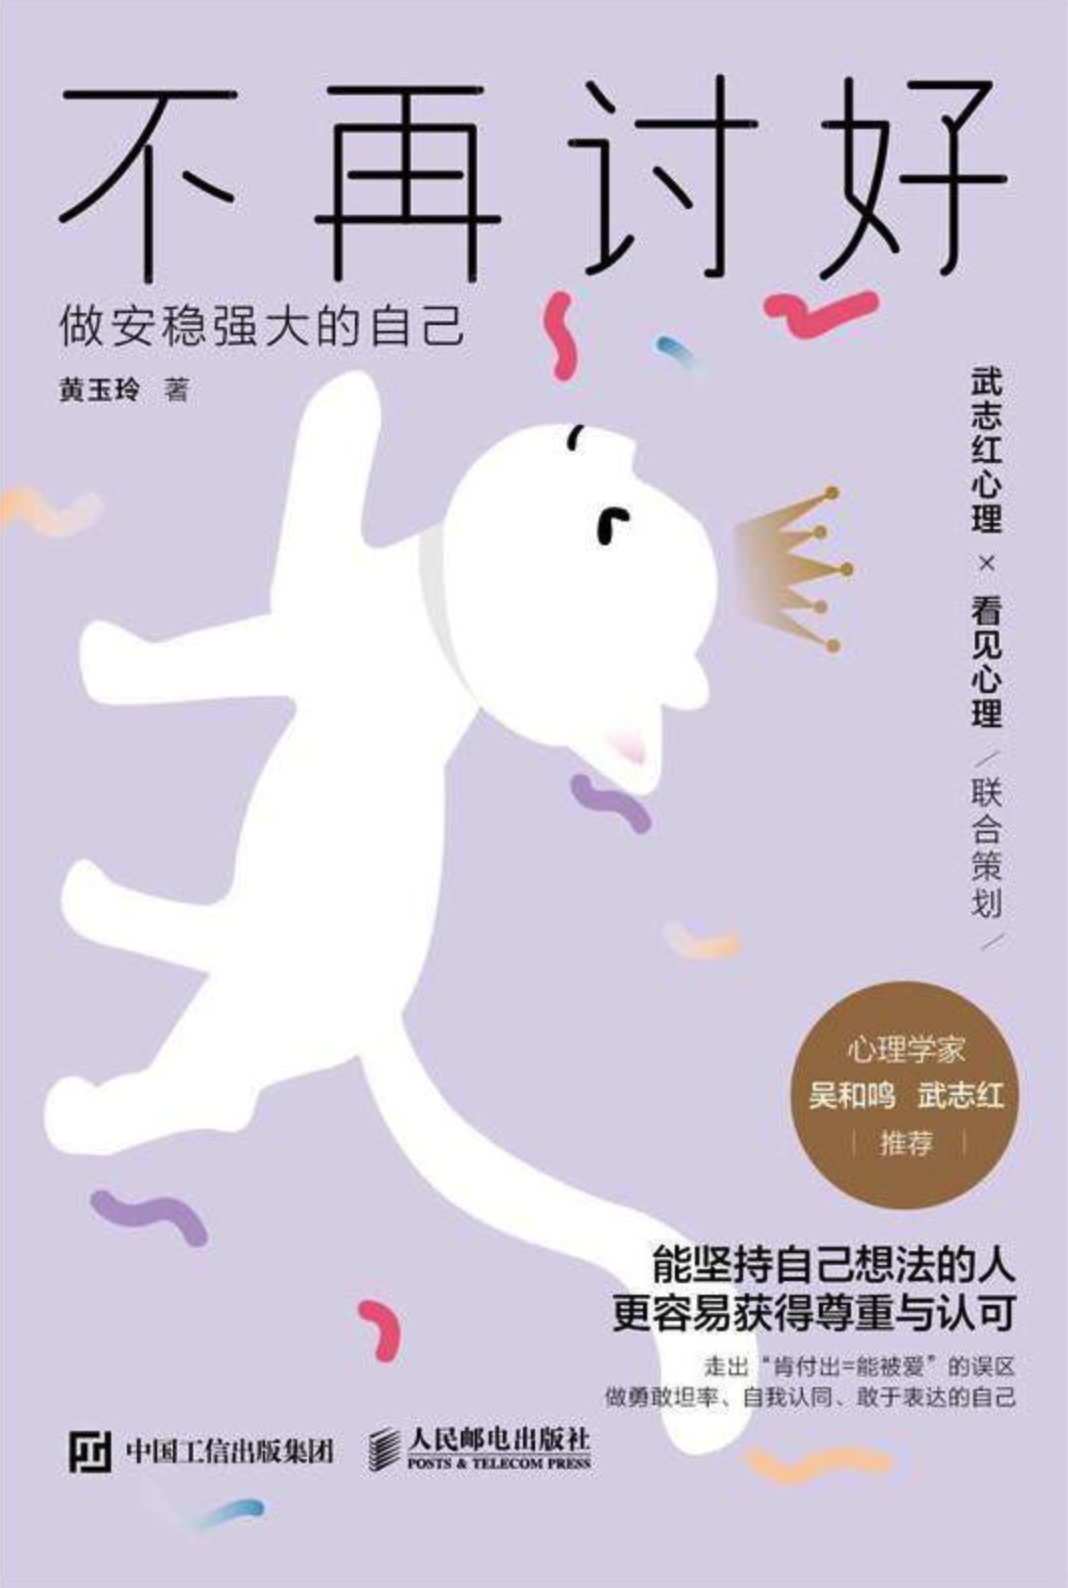 不再讨好
做安稳强大的自己
黄玉玲 著
武志红心理 × 看见心理 / 联合策划 /
心理学家
吴和鸣 武志红
推荐
能坚持自己想法的人
更容易获得尊重与认可
走出“肯付出=能被爱”的误区
做勇敢坦率、自我认同、敢于表达的自己
中国工信出版集团
人民邮电出版社
POSTS & TELECOM PRESS